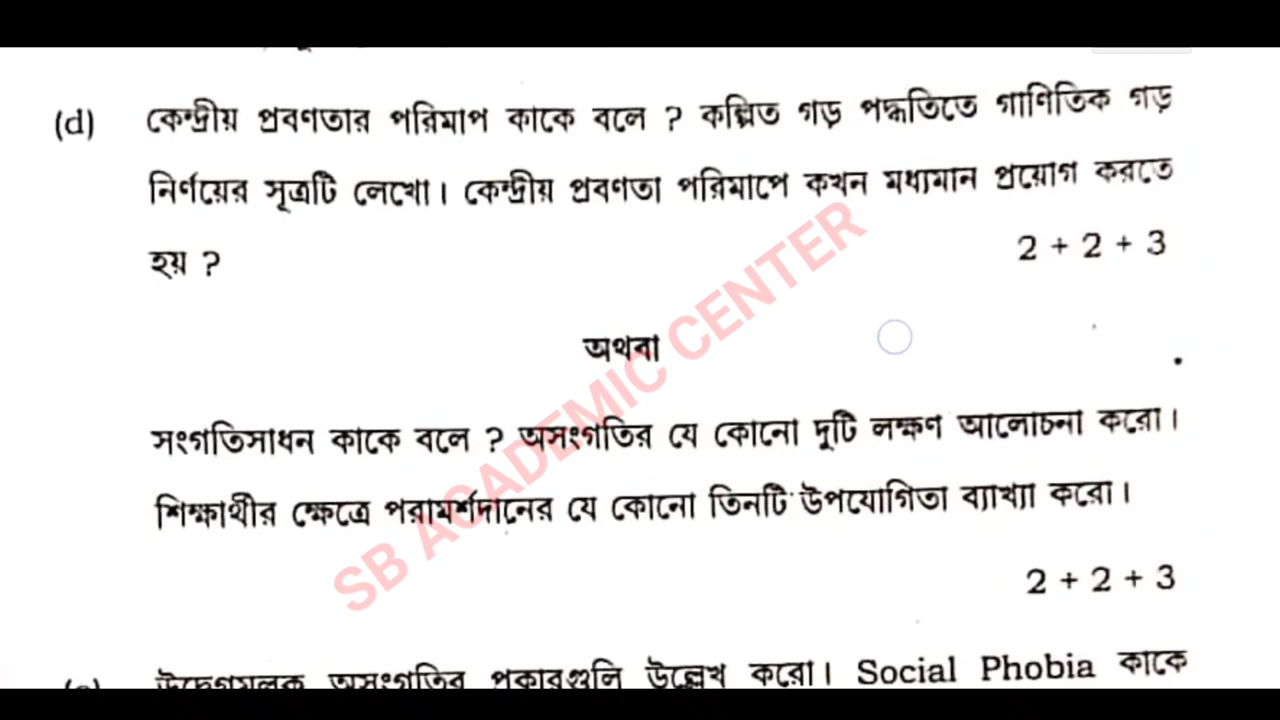 (d) কেন্দ্রীয় প্রবণতার পরিমাপ কাকে বলে ? কল্পিত গড় পদ্ধতিতে গাণিতিক গড়
নির্ণয়ের সূত্রটি লেখো। কেন্দ্রীয় প্রবণতা পরিমাপে কখন মধ্যমান প্রয়োগ করতে
হয় ?
2 + 2 + 3
অথবা
সংগতিসাধন কাকে বলে ? অসংগতির যে কোনো দুটি লক্ষণ আলোচনা করো।
শিক্ষার্থীর ক্ষেত্রে পরামর্শদানের যে কোনো তিনটি উপযোগিতা ব্যাখ্যা করো।
2 + 2 + 3
উল্লেখ করো। Social Phobia কাকে
SB ACADEMIC CENTER